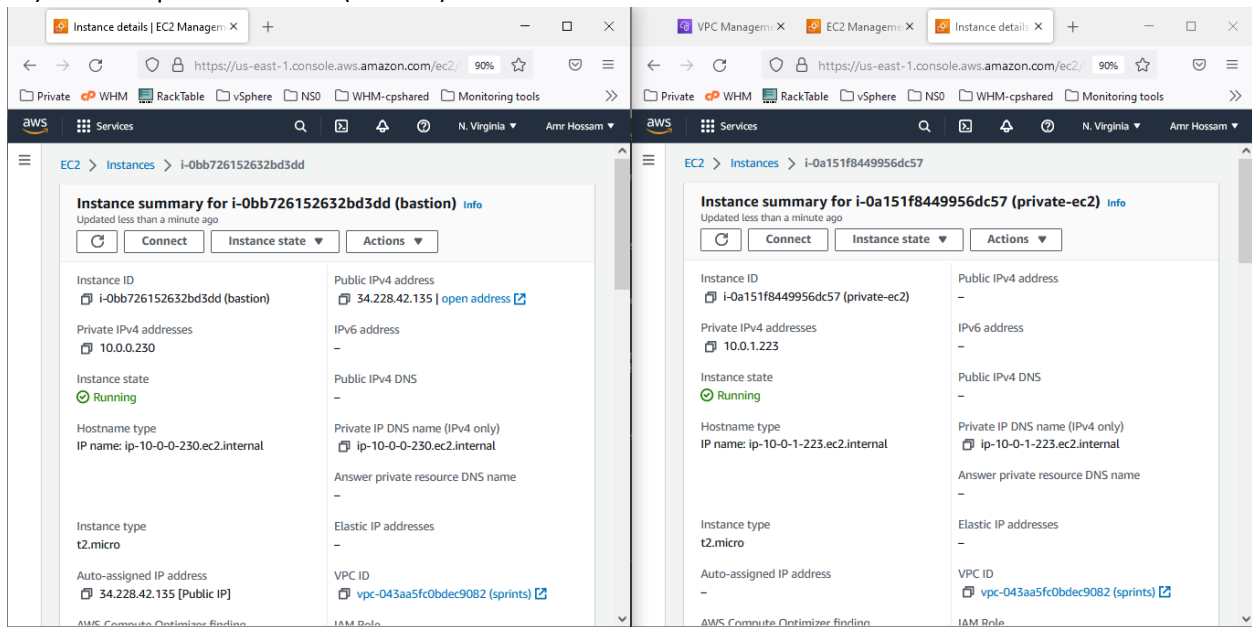 Instance details | EC2 Managem
https://us-east-1.console.aws.amazon.com/ec2/ 90%
Private WHM RackTable vSphere NS0 WHM-cpshared Monitoring tools
aws Services N. Virginia Amr Hossam
EC2 > Instances > i-0bb726152632bd3dd
Instance summary for i-0bb726152632bd3dd (bastion) Info
Updated less than a minute ago
Connect Instance state Actions
Instance ID
i-0bb726152632bd3dd (bastion)
Public IPv4 address
34.228.42.135 | open address
Private IPv4 addresses
10.0.0.230
IPv6 address
–
Instance state
Running
Public IPv4 DNS
–
Hostname type
IP name: ip-10-0-0-230.ec2.internal
Private IP DNS name (IPv4 only)
ip-10-0-0-230.ec2.internal
Answer private resource DNS name
–
Instance type
t2.micro
Elastic IP addresses
–
Auto-assigned IP address
34.228.42.135 [Public IP]
VPC ID
vpc-043aa5fc0bdec9082 (sprints)
AWS Compute Optimizer finding
IAM Role
VPC Manageme EC2 Manageme Instance details
https://us-east-1.console.aws.amazon.com/ec2/ 90%
Private WHM RackTable vSphere NS0 WHM-cpshared Monitoring tools
aws Services N. Virginia Amr Hossam
EC2 > Instances > i-0a151f8449956dc57
Instance summary for i-0a151f8449956dc57 (private-ec2) Info
Updated less than a minute ago
Connect Instance state Actions
Instance ID
i-0a151f8449956dc57 (private-ec2)
Public IPv4 address
–
Private IPv4 addresses
10.0.1.223
IPv6 address
–
Instance state
Running
Public IPv4 DNS
–
Hostname type
IP name: ip-10-0-1-223.ec2.internal
Private IP DNS name (IPv4 only)
ip-10-0-1-223.ec2.internal
Answer private resource DNS name
–
Instance type
t2.micro
Elastic IP addresses
–
Auto-assigned IP address
–
VPC ID
vpc-043aa5fc0bdec9082 (sprints)
AWS Compute Optimizer finding
IAM Role